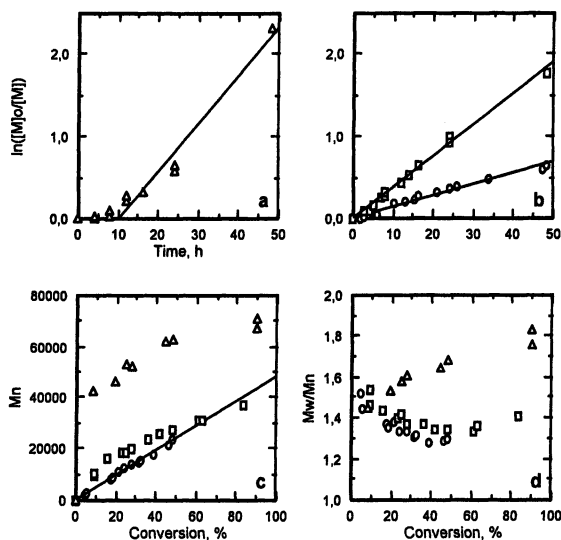 ln([M]o/[M])
2,0
1,0
0,0
0 10 20 30 40 50
Time, h
a
2,0
1,0
0,0
0 10 20 30 40 50
b
Mn
80000
60000
40000
20000
0
0 20 40 60 80 100
Conversion, %
c
Mw/Mn
2,0
1,8
1,6
1,4
1,2
1,0
0 20 40 60 80 100
Conversion, %
d